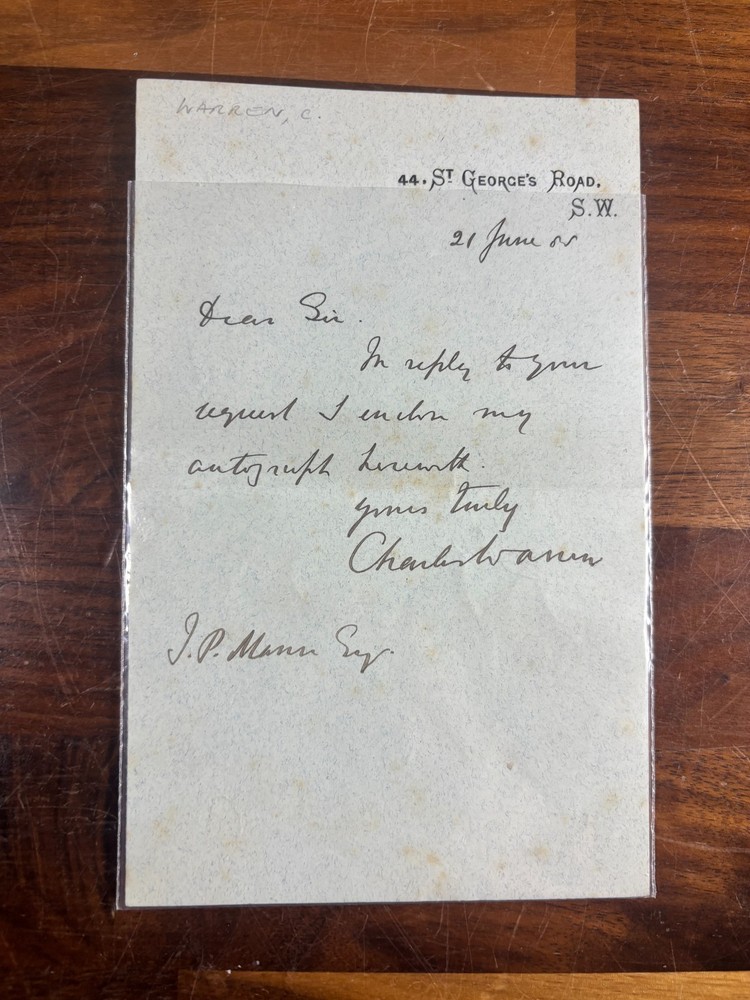 WARREN, C.
44. ST GEORGE'S ROAD.
S.W.
21 June
Dear Sir.
In reply to your
request I enclose my
autograph herewith.
yours truly
Charles Warren
J. P. Mann Esq.